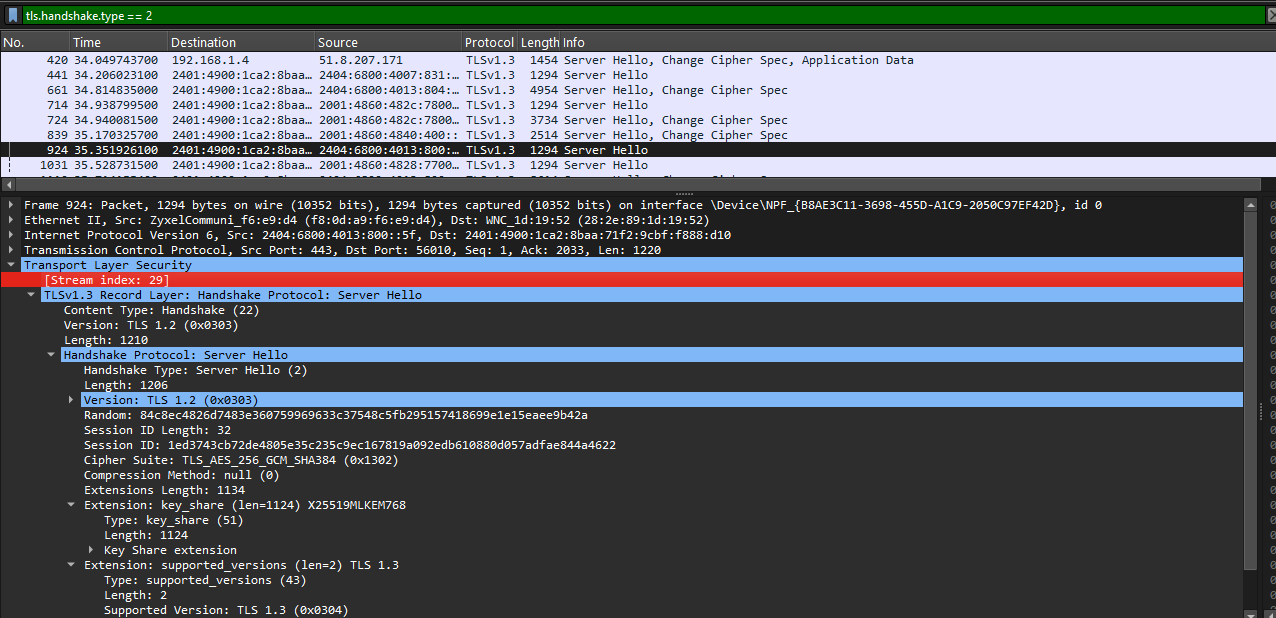 tls.handshake.type == 2
No. Time Destination Source Protocol Length Info
420 34.049743700 192.168.1.4 51.8.207.171 TLSv1.3 1454 Server Hello, Change Cipher Spec, Application Data
441 34.206023100 2401:4900:1ca2:8baa… 2404:6800:4007:831:… TLSv1.3 1294 Server Hello
661 34.814835000 2401:4900:1ca2:8baa… 2404:6800:4013:804:… TLSv1.3 4954 Server Hello, Change Cipher Spec
714 34.938799500 2401:4900:1ca2:8baa… 2001:4860:482c:7800… TLSv1.3 1294 Server Hello
724 34.940081500 2401:4900:1ca2:8baa… 2001:4860:482c:7800… TLSv1.3 3734 Server Hello, Change Cipher Spec
839 35.170325700 2401:4900:1ca2:8baa… 2001:4860:4840:400:: TLSv1.3 2514 Server Hello, Change Cipher Spec
924 35.351926100 2401:4900:1ca2:8baa… 2404:6800:4013:800:… TLSv1.3 1294 Server Hello
1031 35.528731500 2401:4900:1ca2:8baa… 2001:4860:4828:7700… TLSv1.3 1294 Server Hello
Frame 924: Packet, 1294 bytes on wire (10352 bits), 1294 bytes captured (10352 bits) on interface \Device\NPF_{B8AE3C11-3698-455D-A1C9-2050C97EF42D}, id 0
Ethernet II, Src: ZyxelCommuni_f6:e9:d4 (f8:0d:a9:f6:e9:d4), Dst: WNC_1d:19:52 (28:2e:89:1d:19:52)
Internet Protocol Version 6, Src: 2404:6800:4013:800::5f, Dst: 2401:4900:1ca2:8baa:71f2:9cbf:f888:d10
Transmission Control Protocol, Src Port: 443, Dst Port: 56010, Seq: 1, Ack: 2033, Len: 1220
Transport Layer Security
[Stream index: 29]
TLSv1.3 Record Layer: Handshake Protocol: Server Hello
Content Type: Handshake (22)
Version: TLS 1.2 (0x0303)
Length: 1210
Handshake Protocol: Server Hello
Handshake Type: Server Hello (2)
Length: 1206
Version: TLS 1.2 (0x0303)
Random: 84c8ec4826d7483e360759969633c37548c5fb295157418699e1e15eaee9b42a
Session ID Length: 32
Session ID: 1ed3743cb72de4805e35c235c9ec167819a092edb610880d057adfae844a4622
Cipher Suite: TLS_AES_256_GCM_SHA384 (0x1302)
Compression Method: null (0)
Extensions Length: 1134
Extension: key_share (len=1124) X25519MLKEM768
Type: key_share (51)
Length: 1124
Key Share extension
Extension: supported_versions (len=2) TLS 1.3
Type: supported_versions (43)
Length: 2
Supported Version: TLS 1.3 (0x0304)